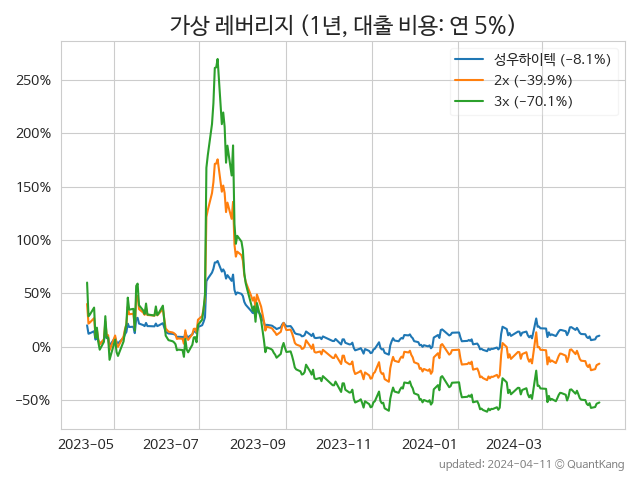 가상 레버리지 (1년, 대출 비용: 연 5%)
성우하이텍 (-8.1%)
2x (-39.9%)
3x (-70.1%)
250%
200%
150%
100%
50%
0%
-50%
2023-05
2023-07
2023-09
2023-11
2024-01
2024-03
updated: 2024-04-11 © QuantKang